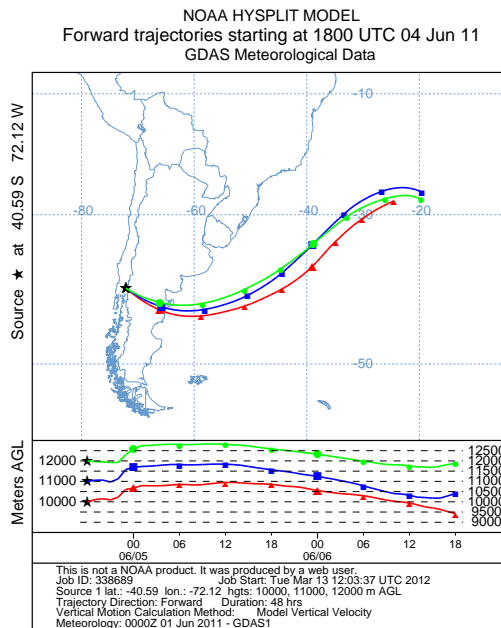 NOAA HYSPLIT MODEL
Forward trajectories starting at 1800 UTC 04 Jun 11
GDAS Meteorological Data
Source ★ at 40.59 S 72.12 W
-10
-80 -60 -40 -20
-30
-50
Meters AGL
12000
11000
10000
12500
12000
11500
11000
10500
10000
9500
9000
00 06 12 18 00 06 12 18
06/05 06/06
This is not a NOAA product. It was produced by a web user.
Job ID: 338689 Job Start: Tue Mar 13 12:03:37 UTC 2012
Source 1 lat.: -40.59 lon.: -72.12 hgts: 10000, 11000, 12000 m AGL
Trajectory Direction: Forward Duration: 48 hrs
Vertical Motion Calculation Method: Model Vertical Velocity
Meteorology: 0000Z 01 Jun 2011 - GDAS1